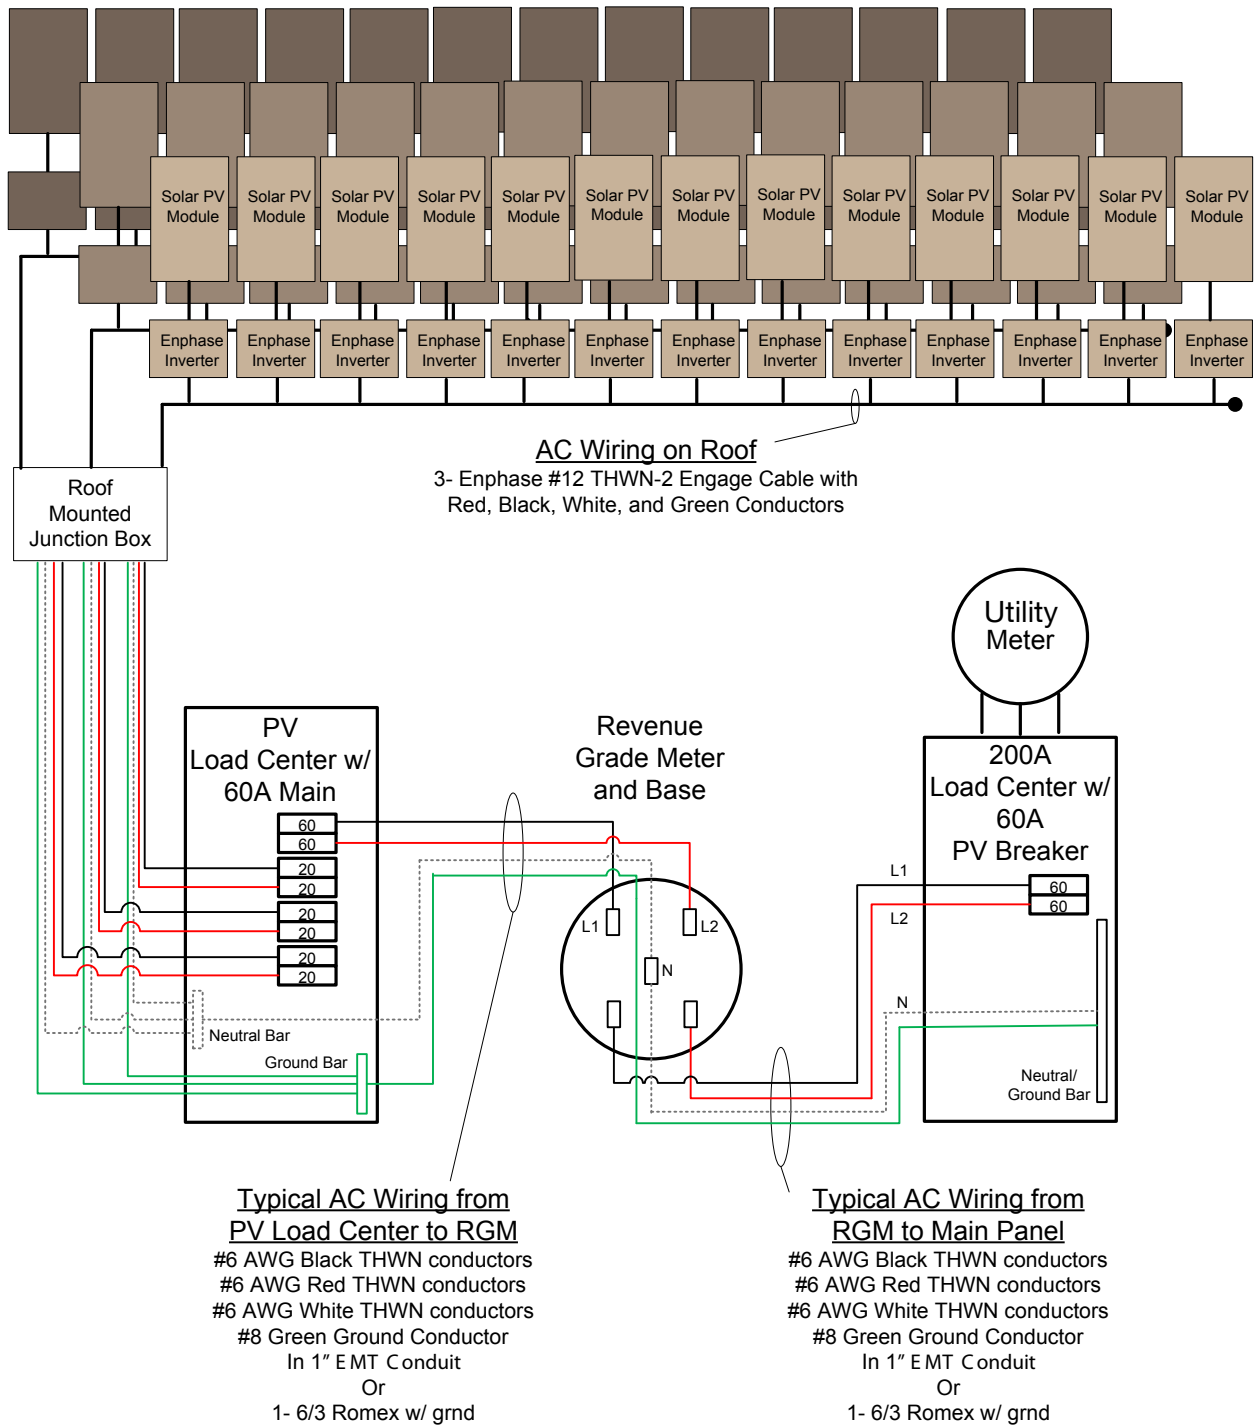 Solar PV Module
Solar PV Module
Solar PV Module
Solar PV Module
Solar PV Module
Solar PV Module
Solar PV Module
Solar PV Module
Solar PV Module
Solar PV Module
Solar PV Module
Solar PV Module
Solar PV Module
Enphase Inverter
Enphase Inverter
Enphase Inverter
Enphase Inverter
Enphase Inverter
Enphase Inverter
Enphase Inverter
Enphase Inverter
Enphase Inverter
Enphase Inverter
Enphase Inverter
Enphase Inverter
Enphase Inverter
AC Wiring on Roof
3- Enphase #12 THWN-2 Engage Cable with
Red, Black, White, and Green Conductors
Roof
Mounted
Junction Box
Utility
Meter
PV
Load Center w/
60A Main
60
60
20
20
20
20
20
20
Neutral Bar
Ground Bar
Revenue
Grade Meter
and Base
L1
L2
N
200A
Load Center w/
60A
PV Breaker
L1
60
60
L2
N
Neutral/
Ground Bar
Typical AC Wiring from
PV Load Center to RGM
#6 AWG Black THWN conductors
#6 AWG Red THWN conductors
#6 AWG White THWN conductors
#8 Green Ground Conductor
In 1” EMT Conduit
Or
1- 6/3 Romex w/ grnd
Typical AC Wiring from
RGM to Main Panel
#6 AWG Black THWN conductors
#6 AWG Red THWN conductors
#6 AWG White THWN conductors
#8 Green Ground Conductor
In 1” EMT Conduit
Or
1- 6/3 Romex w/ grnd